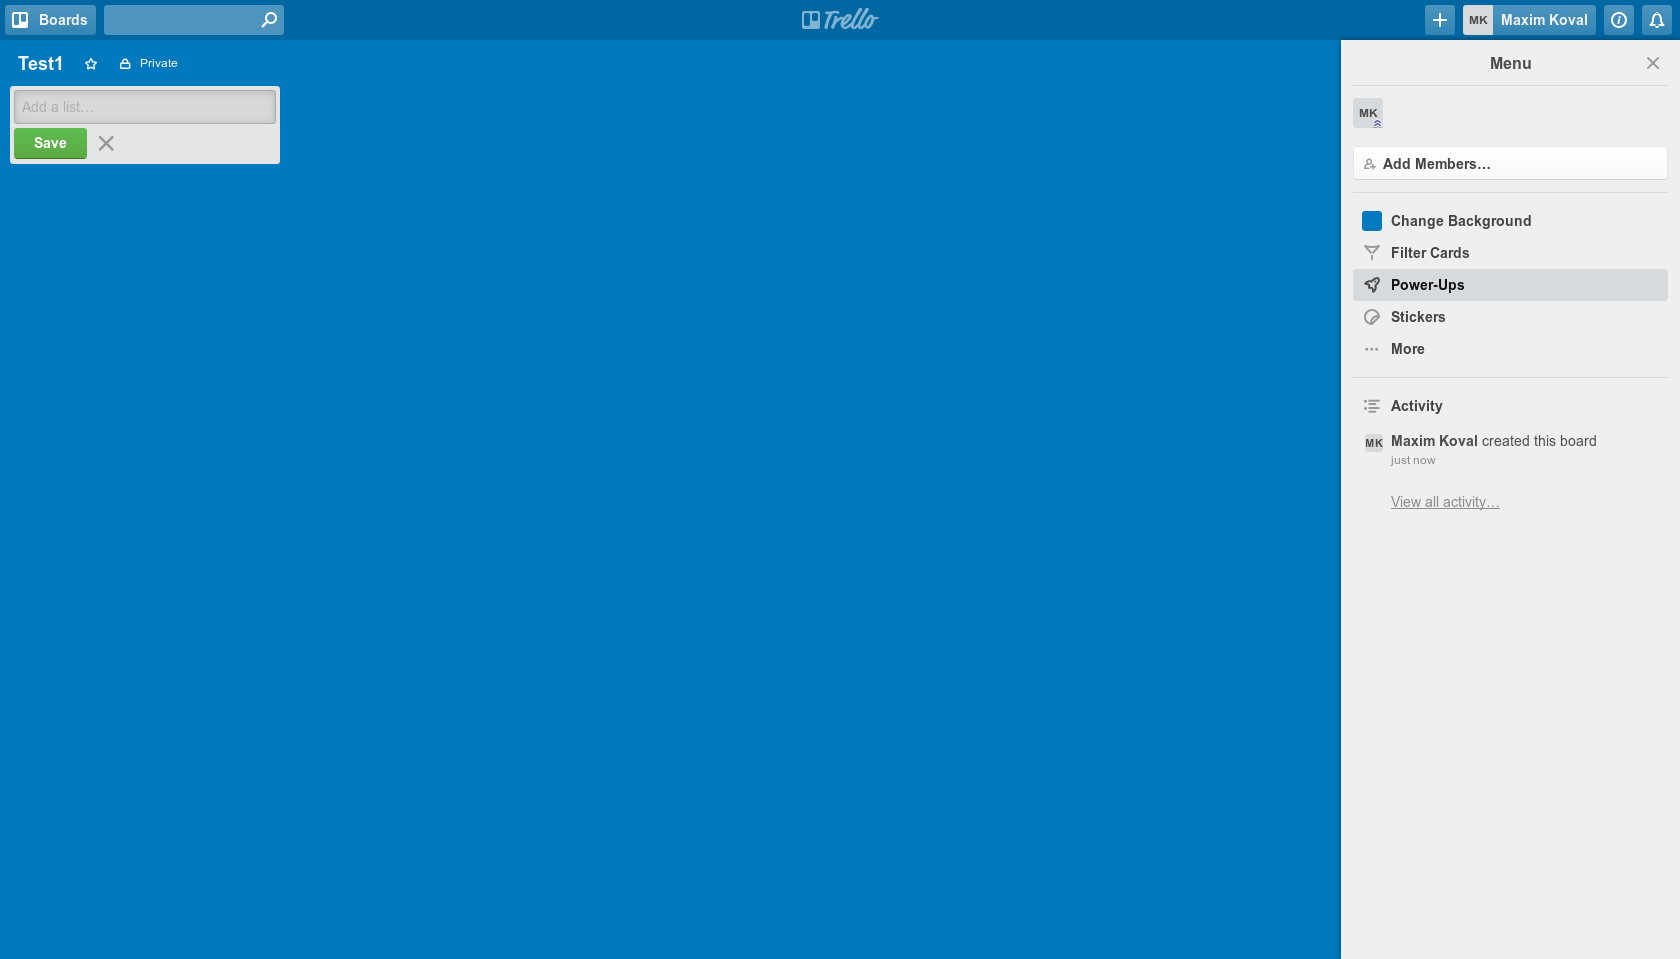 Boards
Trello
MK Maxim Koval
Test1
Private
Add a list…
Save
Menu
MK
Add Members…
Change Background
Filter Cards
Power-Ups
Stickers
More
Activity
MK Maxim Koval created this board
just now
View all activity…